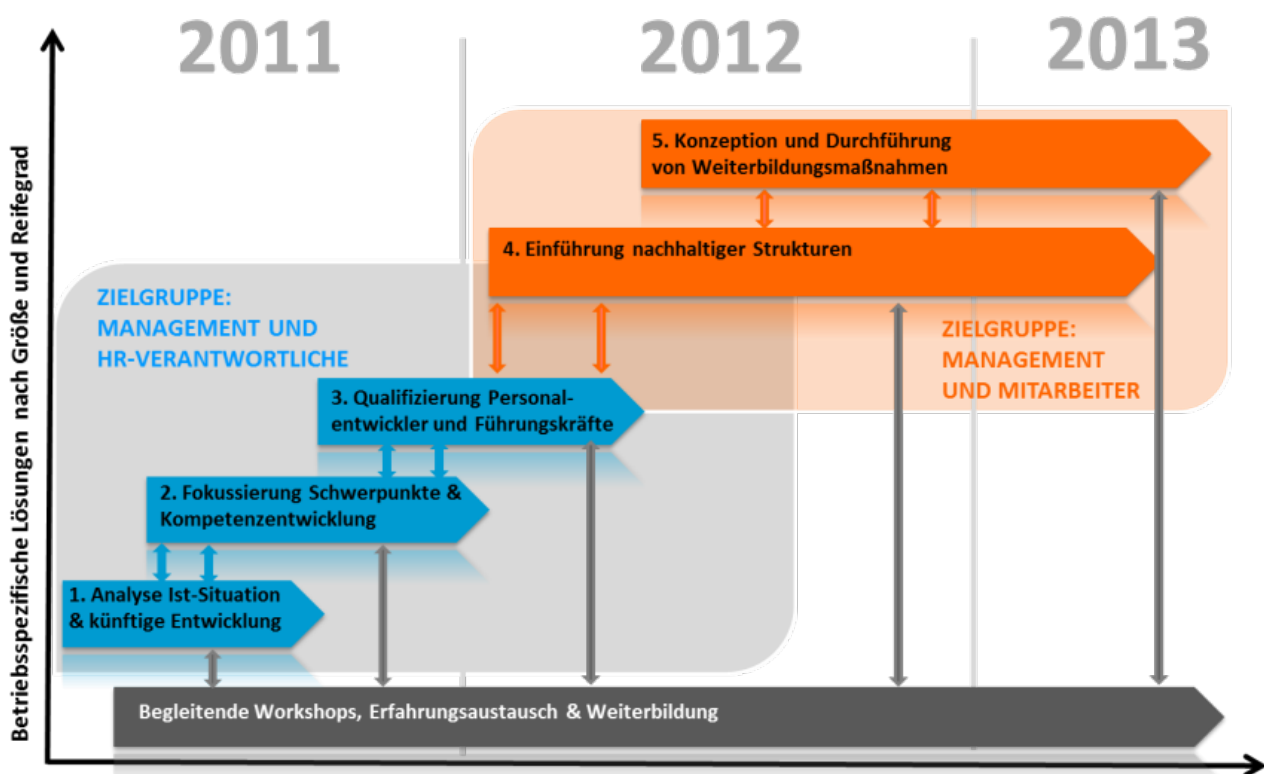 2011
2012
2013
Betriebsspezifische Lösungen nach Größe und Reifegrad
5. Konzeption und Durchführung
von Weiterbildungsmaßnahmen
4. Einführung nachhaltiger Strukturen
ZIELGRUPPE:
MANAGEMENT UND
HR-VERANTWORTLICHE
ZIELGRUPPE:
MANAGEMENT
UND MITARBEITER
3. Qualifizierung Personal-
entwickler und Führungskräfte
2. Fokussierung Schwerpunkte &
Kompetenzentwicklung
1. Analyse Ist-Situation
& künftige Entwicklung
Begleitende Workshops, Erfahrungsaustausch & Weiterbildung